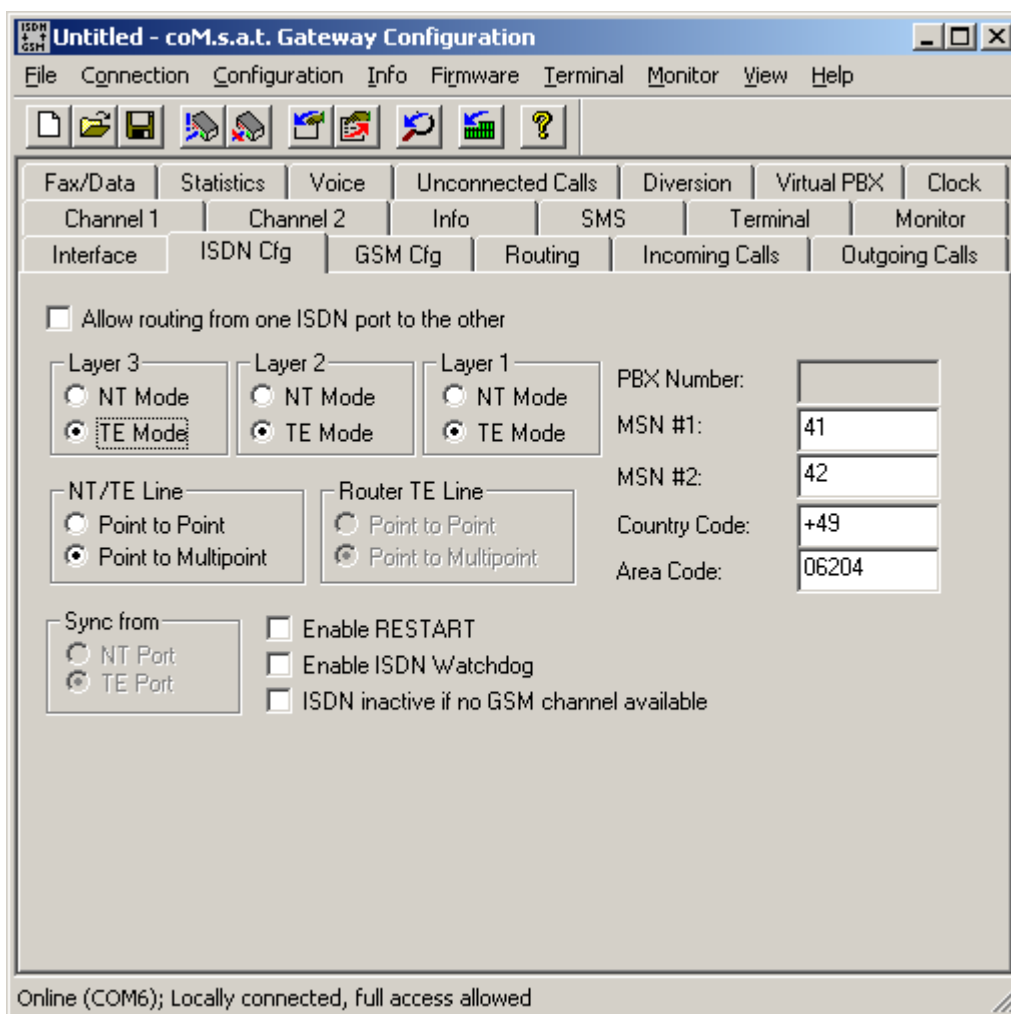 ISDN GSM Untitled - coM.s.a.t. Gateway Configuration
File Connection Configuration Info Firmware Terminal Monitor View Help
Fax/Data Statistics Voice Unconnected Calls Diversion Virtual PBX Clock
Channel 1 Channel 2 Info SMS Terminal Monitor
Interface ISDN Cfg GSM Cfg Routing Incoming Calls Outgoing Calls
Allow routing from one ISDN port to the other
Layer 3
NT Mode
TE Mode
Layer 2
NT Mode
TE Mode
Layer 1
NT Mode
TE Mode
PBX Number:
MSN #1: 41
MSN #2: 42
Country Code: +49
Area Code: 06204
NT/TE Line
Point to Point
Point to Multipoint
Router TE Line
Point to Point
Point to Multipoint
Sync from
NT Port
TE Port
Enable RESTART
Enable ISDN Watchdog
ISDN inactive if no GSM channel available
Online (COM6); Locally connected, full access allowed